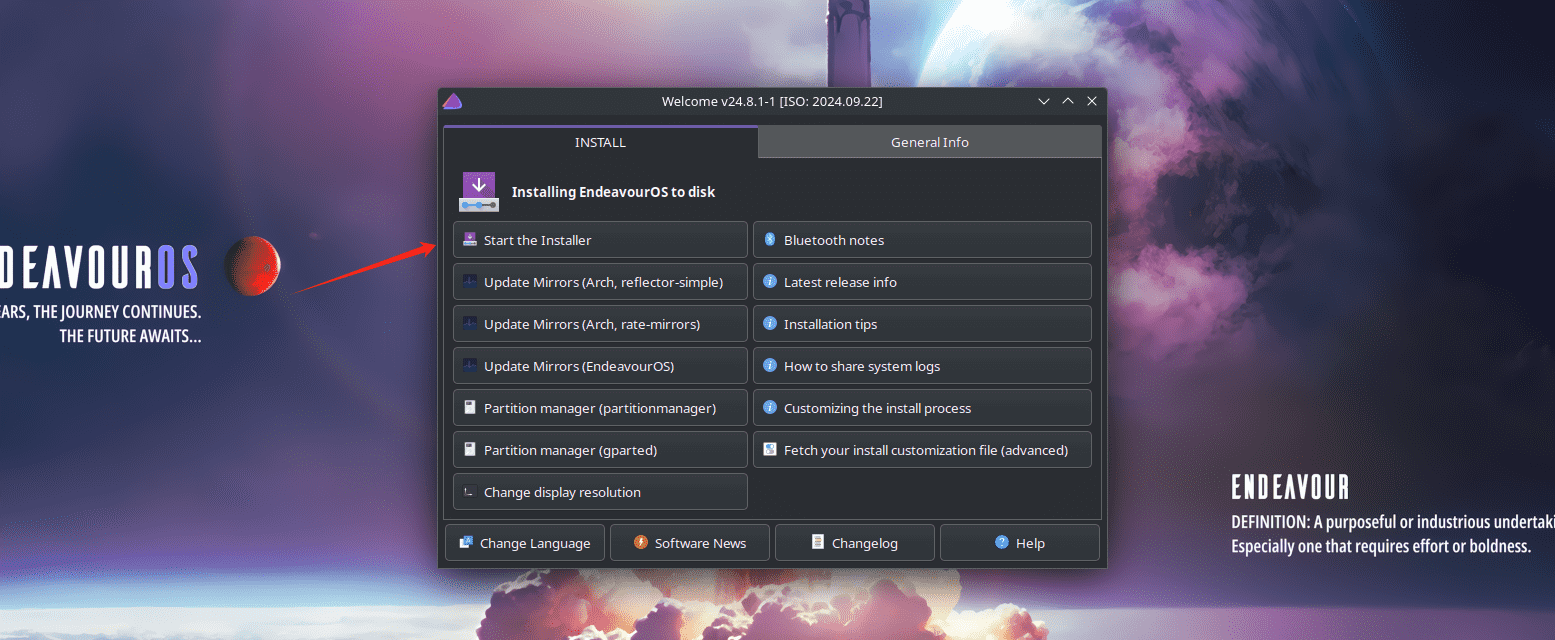 Welcome v24.8.1-1 [ISO: 2024.09.22]
INSTALL
General Info
Installing EndeavourOS to disk
Start the Installer
Bluetooth notes
Update Mirrors (Arch, reflector-simple)
Latest release info
Update Mirrors (Arch, rate-mirrors)
Installation tips
Update Mirrors (EndeavourOS)
How to share system logs
Partition manager (partitionmanager)
Customizing the install process
Partition manager (gparted)
Fetch your install customization file (advanced)
Change display resolution
Change Language
Software News
Changelog
Help
DEAVOUROS
EARS, THE JOURNEY CONTINUES.
THE FUTURE AWAITS...
ENDEAVOUR
DEFINITION: A purposeful or industrious undertaki
Especially one that requires effort or boldness.